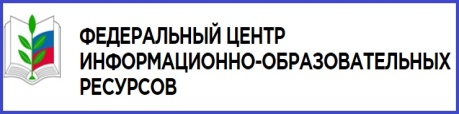 ФЕДЕРАЛЬНЫЙ ЦЕНТР
ИНФОРМАЦИОННО-ОБРАЗОВАТЕЛЬНЫХ
РЕСУРСОВ